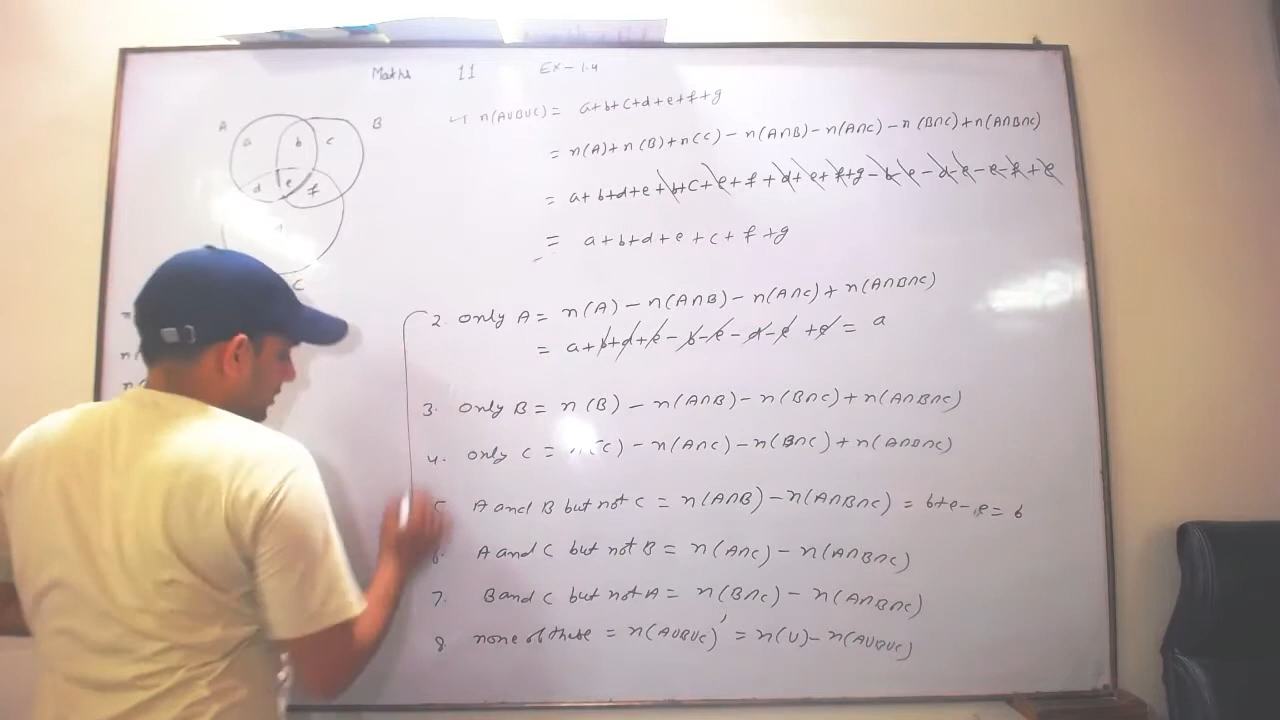 Maths 11 Ex-1.4
A B
a b c
d e f
C
n(AUBUC) = a+b+c+d+e+f+g
= n(A)+n(B)+n(C)-n(A∩B)-n(A∩C)-n(B∩C)+n(A∩B∩C)
= a+b+d+e+b+c+e+f+d+e+f+g-b-e-d-e-e-f+e
= a+b+d+e+c+f+g
2. Only A = n(A)-n(A∩B)-n(A∩C)+n(A∩B∩C)
= a+b+d+e-b-e-d-e+e = a
3. Only B = n(B)-n(A∩B)-n(B∩C)+n(A∩B∩C)
4. Only C = n(C)-n(A∩C)-n(B∩C)+n(A∩B∩C)
5 A and B but not C = n(A∩B)-n(A∩B∩C) = b+e-e = b
6. A and C but not B = n(A∩C)-n(A∩B∩C)
7. B and C but not A = n(B∩C)-n(A∩B∩C)
8. none of these = n(AUBUC)' = n(U)-n(AUBUC)